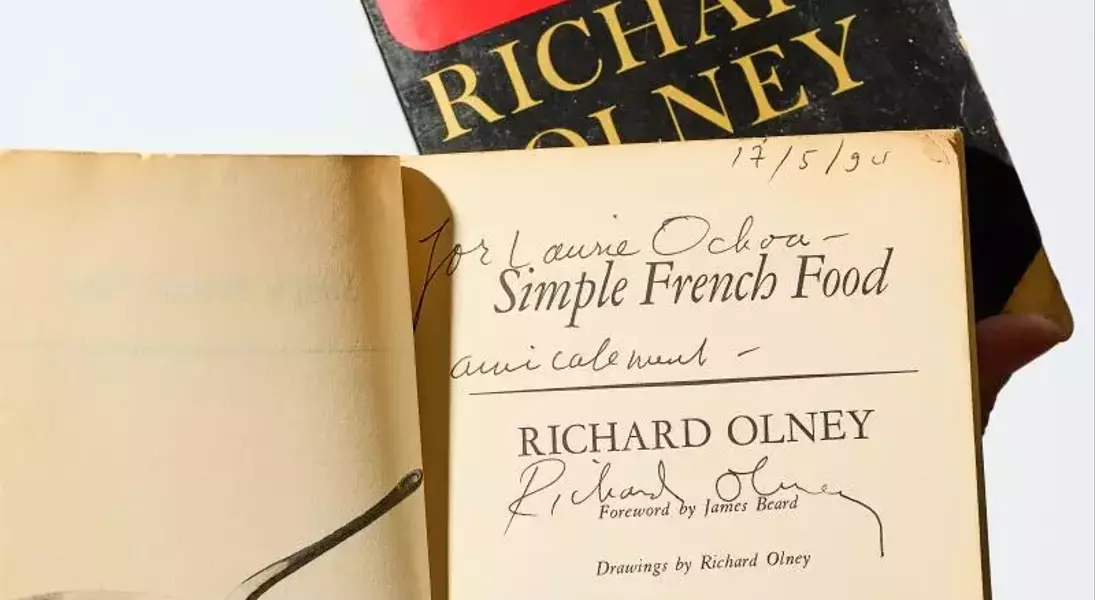 RICHAR
OLNEY
17/5/94
for Laurie Ochoa –
Simple French Food
amicalement –
RICHARD OLNEY
Richard Olney
Foreword by James Beard
Drawings by Richard Olney